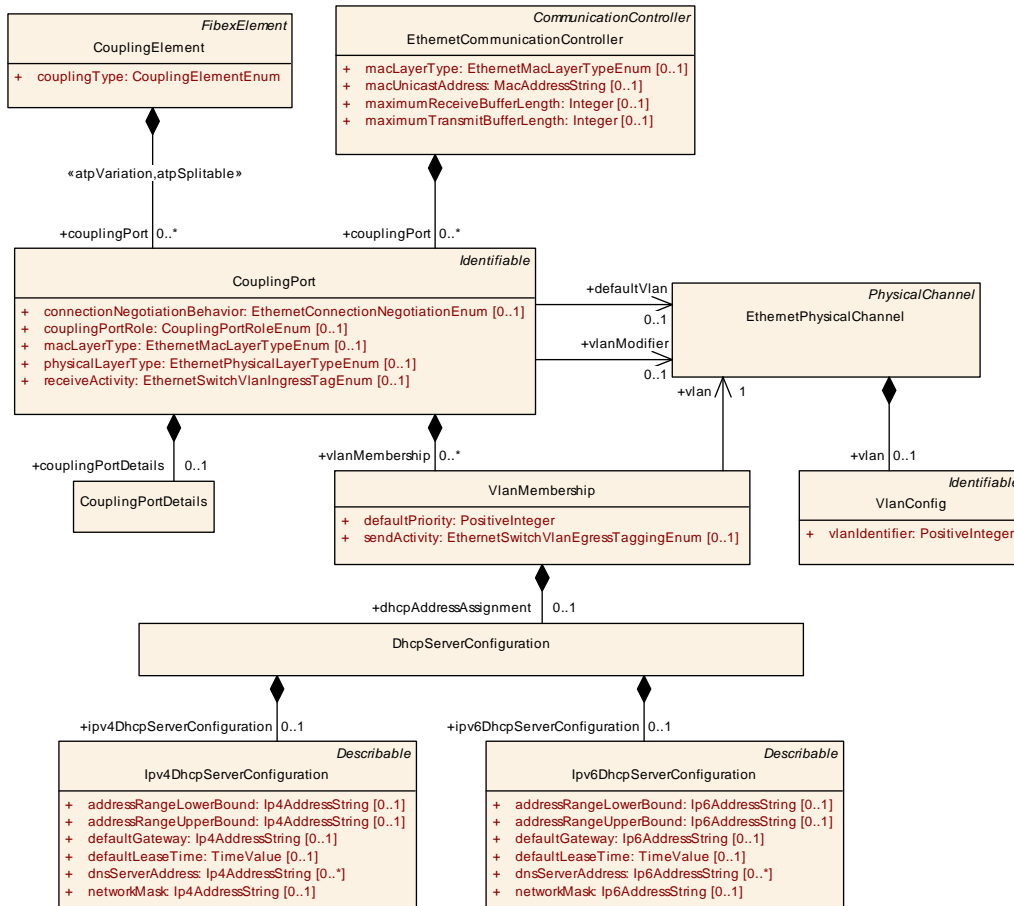 FibexElement
CouplingElement
+ couplingType: CouplingElementEnum
CommunicationController
EthernetCommunicationController
+ macLayerType: EthernetMacLayerTypeEnum [0..1]
+ macUnicastAddress: MacAddressString [0..1]
+ maximumReceiveBufferLength: Integer [0..1]
+ maximumTransmitBufferLength: Integer [0..1]
«atpVariation,atpSplitable»
+couplingPort 0..*
+couplingPort 0..*
Identifiable
CouplingPort
+ connectionNegotiationBehavior: EthernetConnectionNegotiationEnum [0..1]
+ couplingPortRole: CouplingPortRoleEnum [0..1]
+ macLayerType: EthernetMacLayerTypeEnum [0..1]
+ physicalLayerType: EthernetPhysicalLayerTypeEnum [0..1]
+ receiveActivity: EthernetSwitchVlanIngressTagEnum [0..1]
+defaultVlan
0..1
+vlanModifier
0..1
PhysicalChannel
EthernetPhysicalChannel
+vlan 1
+couplingPortDetails 0..1
+vlanMembership 0..*
+vlan 0..1
CouplingPortDetails
VlanMembership
+ defaultPriority: PositiveInteger
+ sendActivity: EthernetSwitchVlanEgressTaggingEnum [0..1]
Identifiable
VlanConfig
+ vlanIdentifier: PositiveInteger
+dhcpAddressAssignment 0..1
DhcpServerConfiguration
+ipv4DhcpServerConfiguration 0..1
+ipv6DhcpServerConfiguration 0..1
Describable
Ipv4DhcpServerConfiguration
+ addressRangeLowerBound: Ip4AddressString [0..1]
+ addressRangeUpperBound: Ip4AddressString [0..1]
+ defaultGateway: Ip4AddressString [0..1]
+ defaultLeaseTime: TimeValue [0..1]
+ dnsServerAddress: Ip4AddressString [0..*]
+ networkMask: Ip4AddressString [0..1]
Describable
Ipv6DhcpServerConfiguration
+ addressRangeLowerBound: Ip6AddressString [0..1]
+ addressRangeUpperBound: Ip6AddressString [0..1]
+ defaultGateway: Ip6AddressString [0..1]
+ defaultLeaseTime: TimeValue [0..1]
+ dnsServerAddress: Ip6AddressString [0..*]
+ networkMask: Ip6AddressString [0..1]